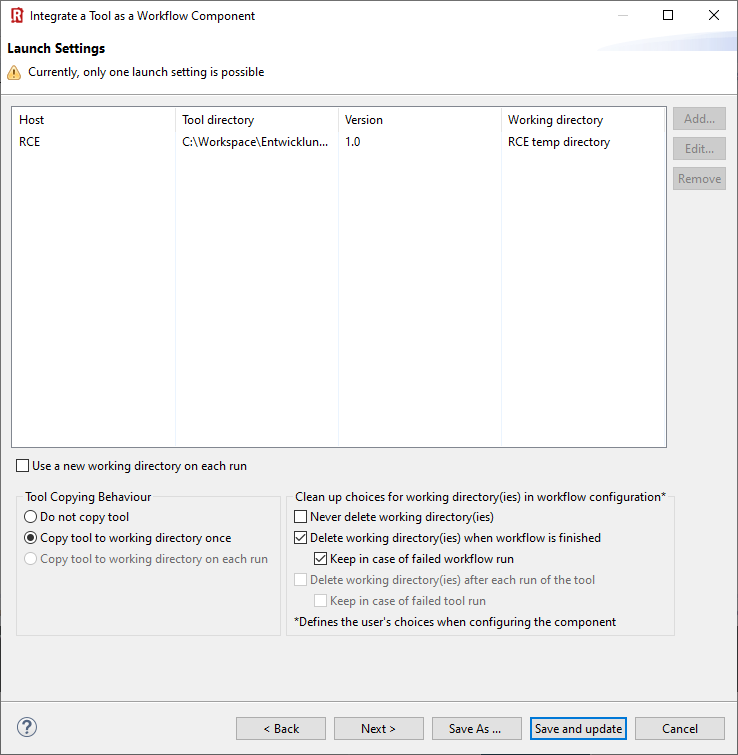 Integrate a Tool as a Workflow Component
Launch Settings
Currently, only one launch setting is possible
Host Tool directory Version Working directory
RCE C:\Workspace\Entwicklun... 1.0 RCE temp directory
Add...
Edit...
Remove
Use a new working directory on each run
Tool Copying Behaviour
Do not copy tool
Copy tool to working directory once
Copy tool to working directory on each run
Clean up choices for working directory(ies) in workflow configuration*
Never delete working directory(ies)
Delete working directory(ies) when workflow is finished
Keep in case of failed workflow run
Delete working directory(ies) after each run of the tool
Keep in case of failed tool run
*Defines the user's choices when configuring the component
? < Back Next > Save As ... Save and update Cancel